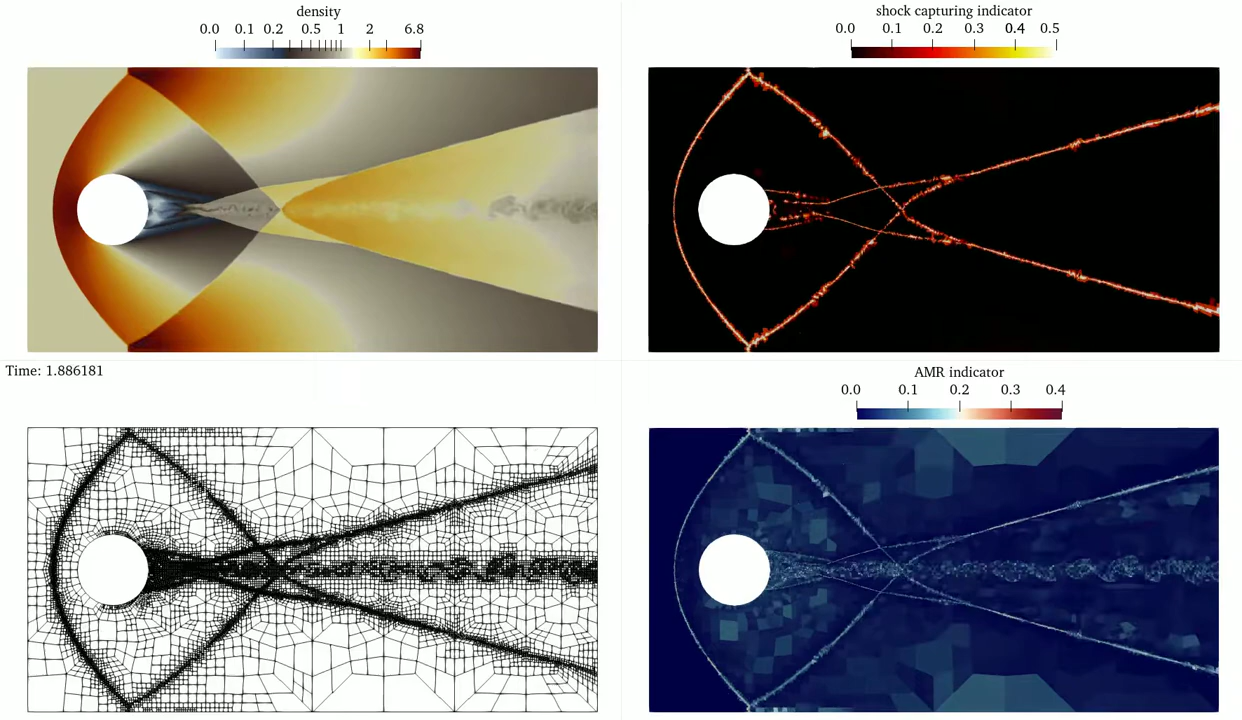 density
0.0 0.1 0.2 0.5 1 2 6.8
shock capturing indicator
0.0 0.1 0.2 0.3 0.4 0.5
Time: 1.886181
AMR indicator
0.0 0.1 0.2 0.3 0.4